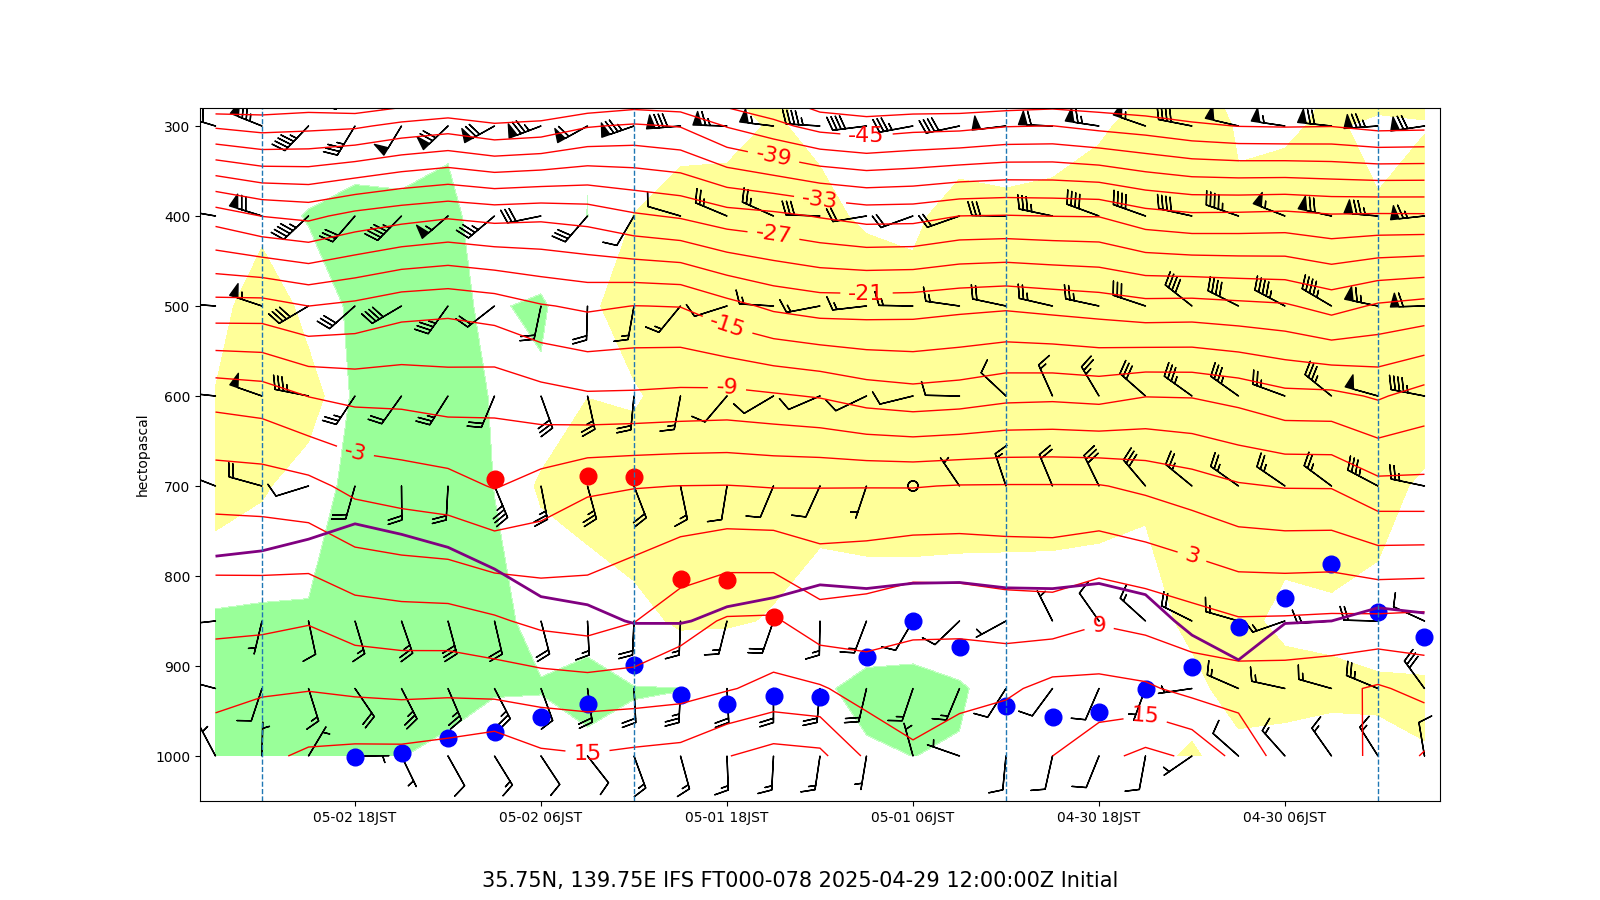 300
400
500
600
700
800
900
1000
hectopascal
-45
-39
-33
-27
-21
-15
-9
-3
3
9
15
15
05-02 18JST
05-02 06JST
05-01 18JST
05-01 06JST
04-30 18JST
04-30 06JST
35.75N, 139.75E IFS FT000-078 2025-04-29 12:00:00Z Initial